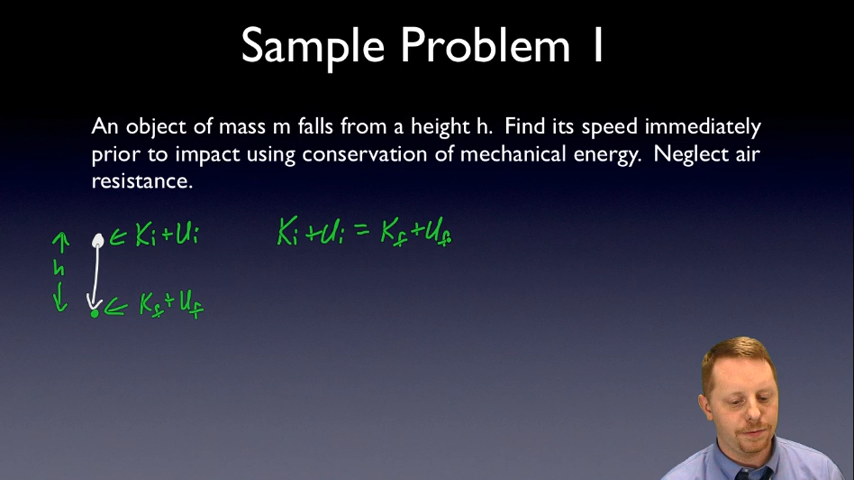 Sample Problem 1
An object of mass m falls from a height h. Find its speed immediately
prior to impact using conservation of mechanical energy. Neglect air
resistance.
↑ ← Ki+Ui Ki+Ui = Kf+Uf
h
↓ ← Kf+Uf